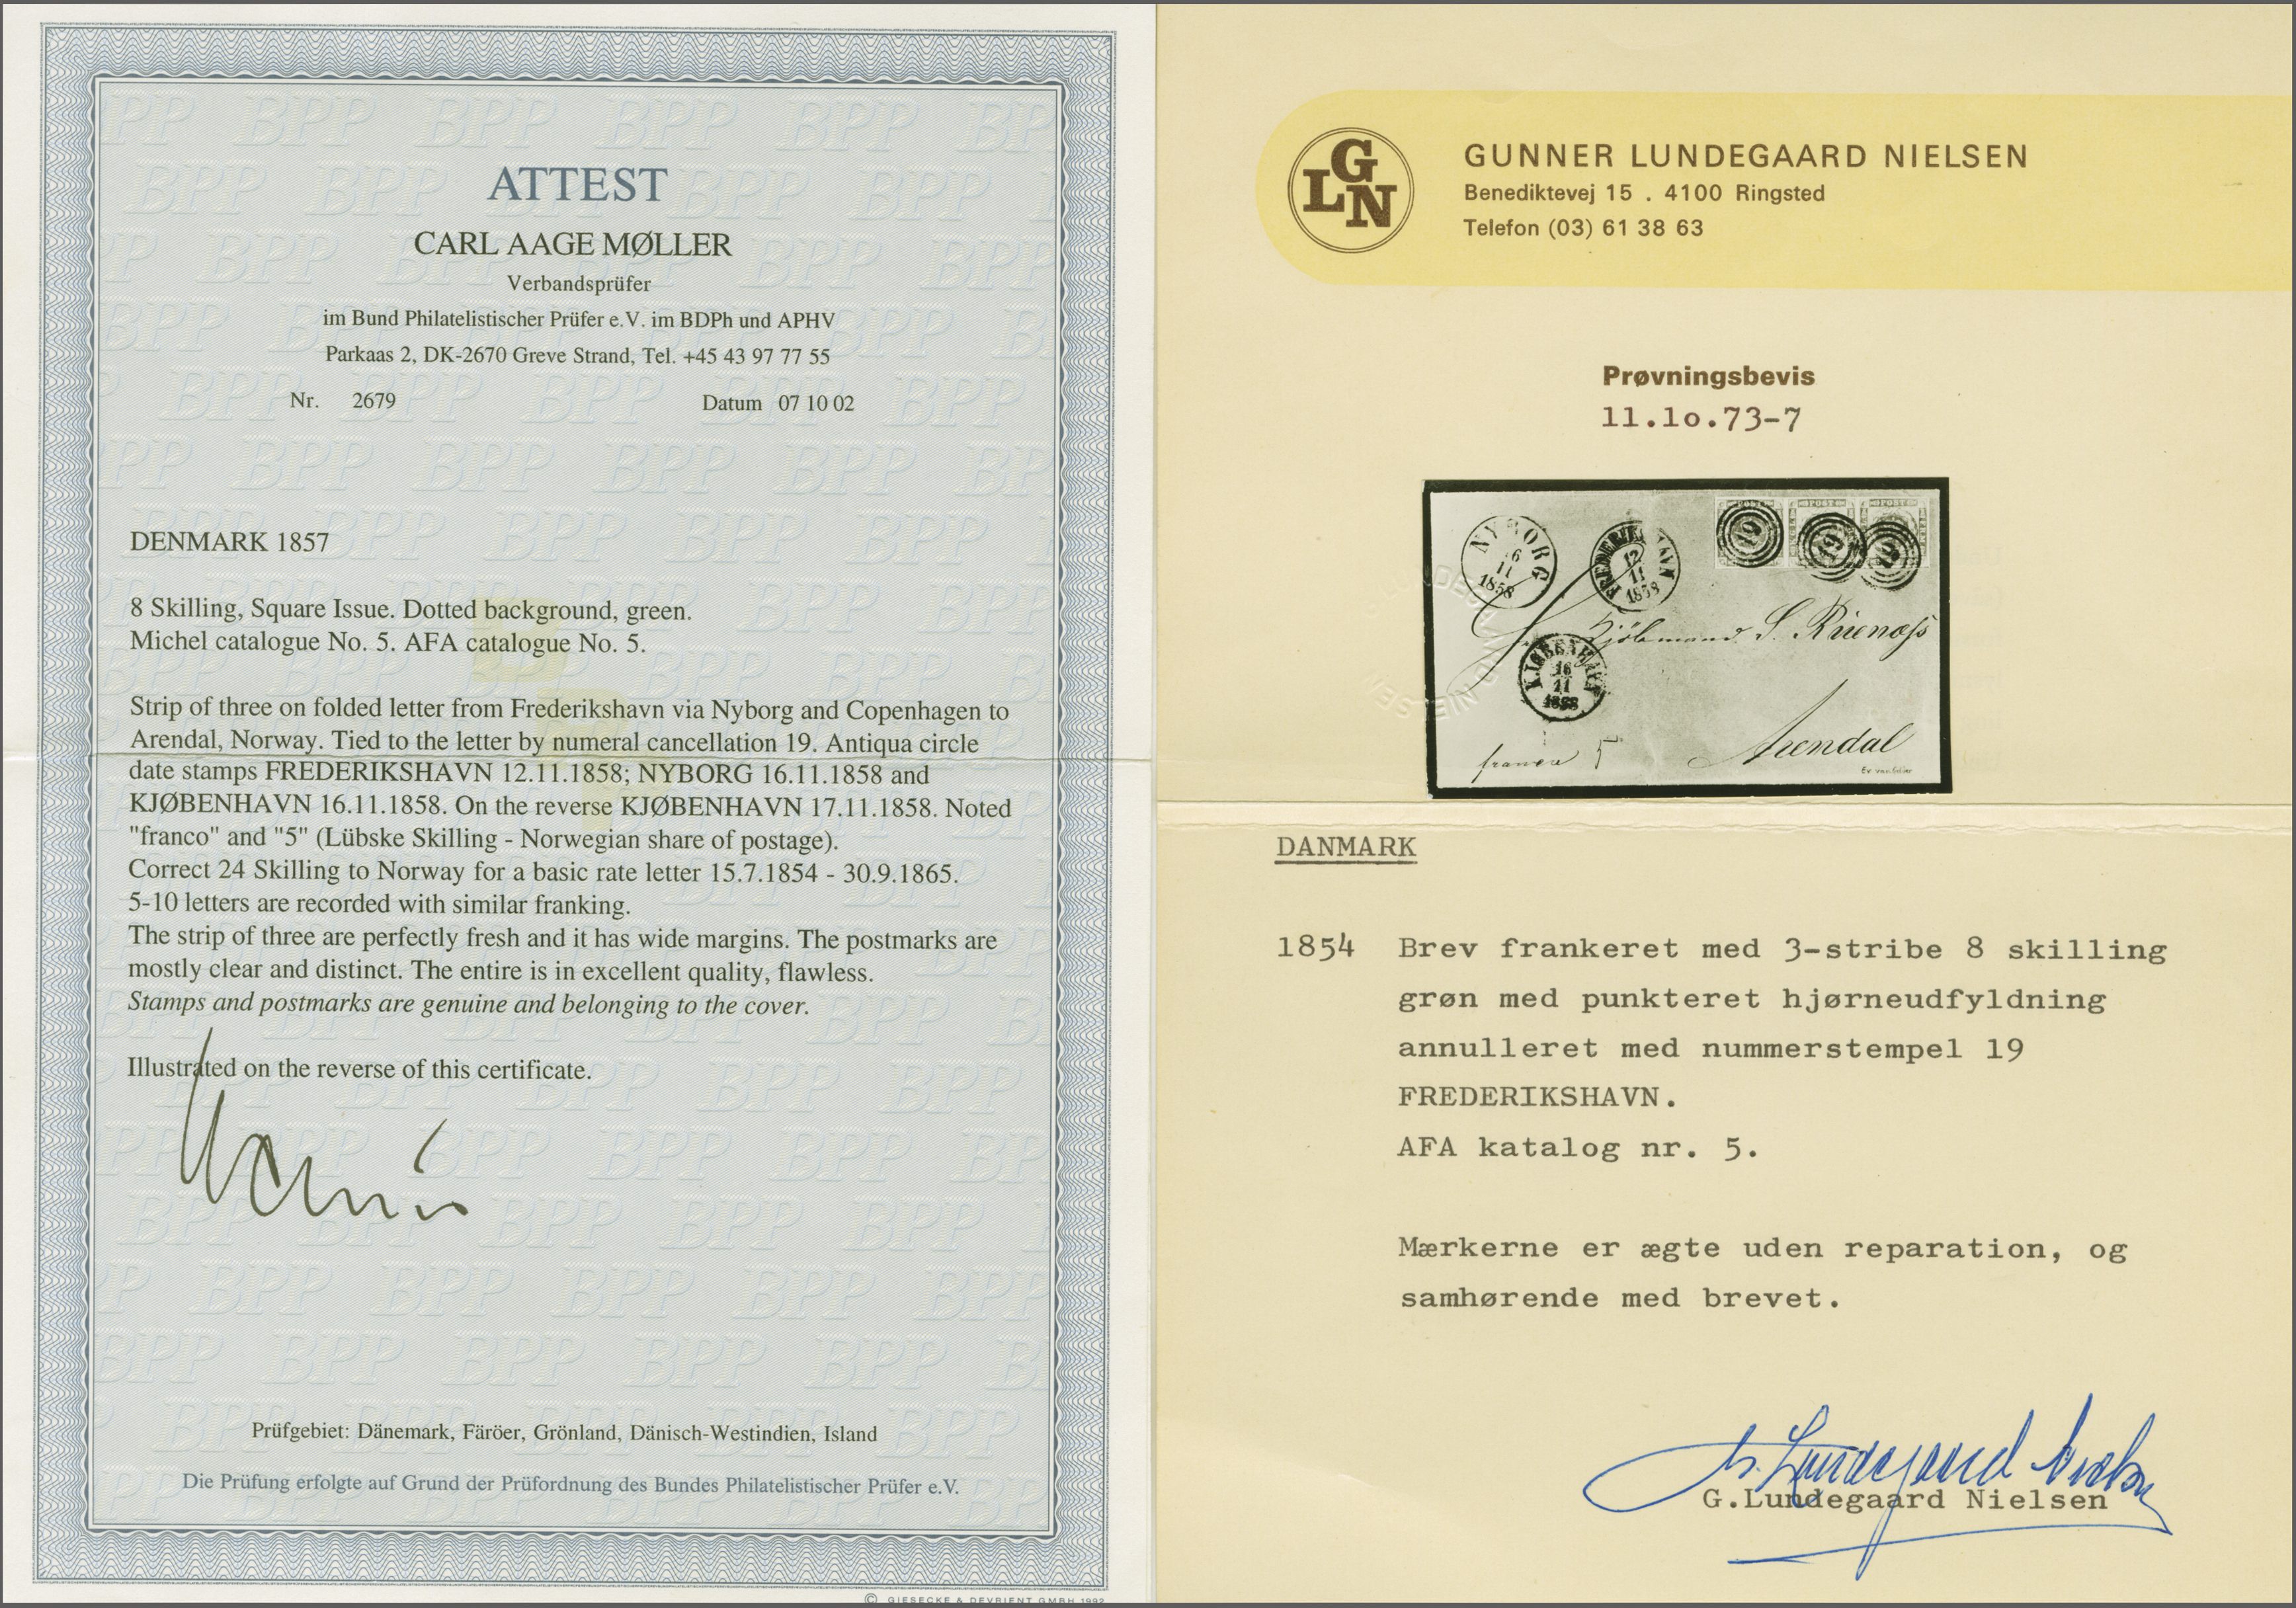 ATTEST
CARL AAGE MØLLER
Verbandsprüfer
im Bund Philatelistischer Prüfer e.V. im BDPh und APHV
Parkaas 2, DK-2670 Greve Strand, Tel. +45 43 97 77 55
Nr. 2679 Datum 07 10 02
DENMARK 1857
8 Skilling, Square Issue. Dotted background, green.
Michel catalogue No. 5. AFA catalogue No. 5.
Strip of three on folded letter from Frederikshavn via Nyborg and Copenhagen to
Arendal, Norway. Tied to the letter by numeral cancellation 19. Antiqua circle
date stamps FREDERIKSHAVN 12.11.1858; NYBORG 16.11.1858 and
KJØBENHAVN 16.11.1858. On the reverse KJØBENHAVN 17.11.1858. Noted
"franco" and "5" (Lübske Skilling - Norwegian share of postage).
Correct 24 Skilling to Norway for a basic rate letter 15.7.1854 - 30.9.1865.
5-10 letters are recorded with similar franking.
The strip of three are perfectly fresh and it has wide margins. The postmarks are
mostly clear and distinct. The entire is in excellent quality, flawless.
Stamps and postmarks are genuine and belonging to the cover.
Illustrated on the reverse of this certificate.
Prüfgebiet: Dänemark, Färöer, Grönland, Dänisch-Westindien, Island
Die Prüfung erfolgte auf Grund der Prüfordnung des Bundes Philatelistischer Prüfer e.V.
© GIESECKE & DEVRIENT GMBH 1992
LGN
GUNNER LUNDEGAARD NIELSEN
Benediktevej 15 . 4100 Ringsted
Telefon (03) 61 38 63
Prøvningsbevis
11.10.73-7
NYBORG
16
11
1858
FREDERIKSHAVN
12
11
1858
19
19
19
KIØBENHAVN
16
11
1858
Arendal
franco 5
DANMARK
1854 Brev frankeret med 3-stribe 8 skilling
grøn med punkteret hjørneudfyldning
annulleret med nummerstempel 19
FREDERIKSHAVN.
AFA katalog nr. 5.
Mærkerne er ægte uden reparation, og
samhørende med brevet.
G. Lundegaard Nielsen
G.Lundegaard Nielsen